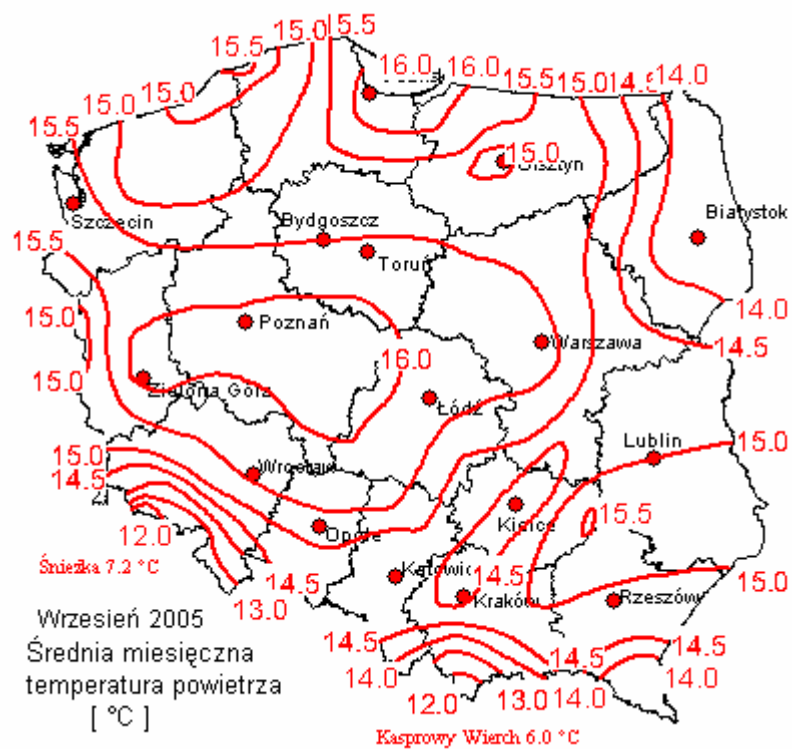 15.5
15.0
15.5
16.0
16.0
15.5
15.0
14.5
14.0
15.0
15.0
15.5
15.0
Olsztyn
Szczecin
Bydgoszcz
Białystok
15.5
Toruń
15.0
Poznań
14.0
Warszawa
14.5
16.0
15.0
Zielona Góra
Łódź
15.0
Lublin
15.0
14.5
Wrocław
Kielce
15.5
12.0
Opole
Śnieżka 7.2 °C
14.5
Katowic
14.5
15.0
13.0
Kraków
Rzeszów
Wrzesień 2005
Średnia miesięczna
temperatura powietrza
[ °C ]
14.5
14.5
14.5
14.0
14.0
12.0
13.0
14.0
Kasprowy Wierch 6.0 °C